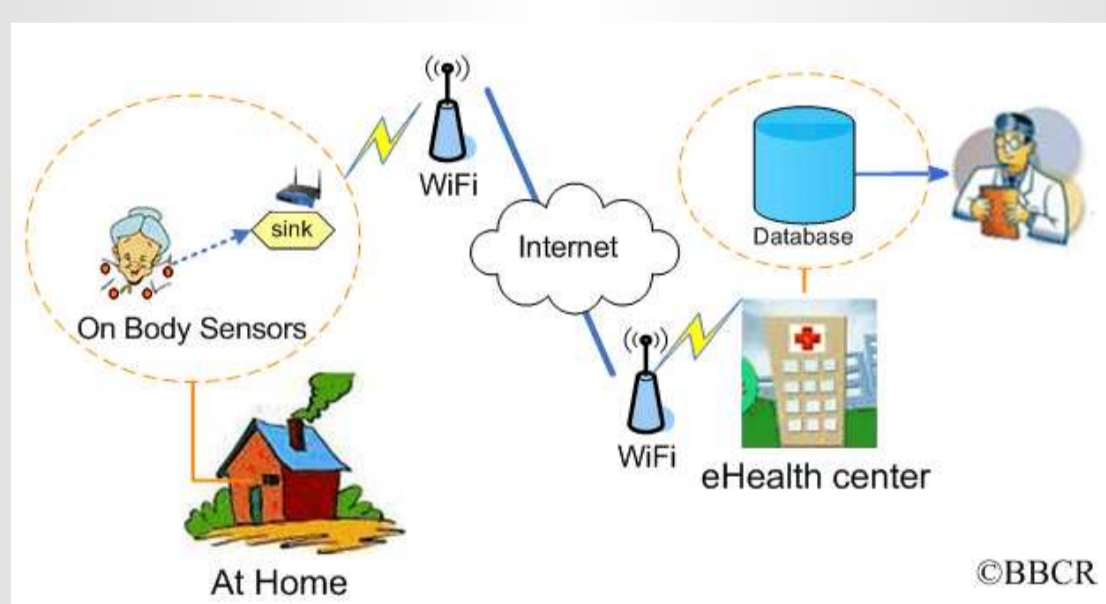 WiFi
sink
On Body Sensors
At Home
Internet
WiFi
Database
eHealth center
©BBCR